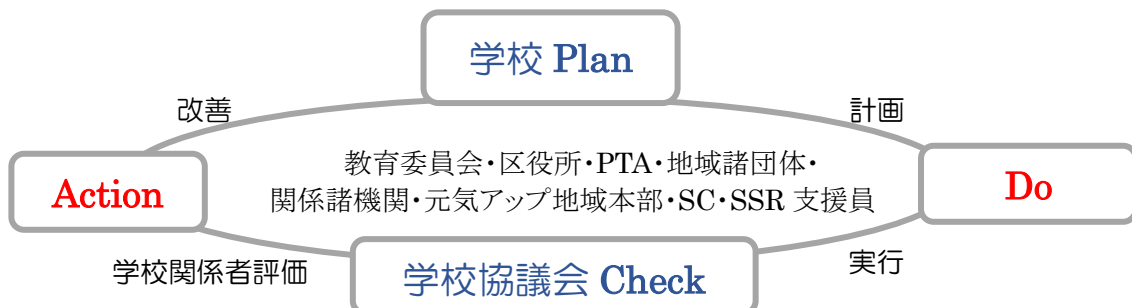 学校 Plan
改善
計画
教育委員会・区役所・PTA・地域諸団体・
関係諸機関・元気アップ地域本部・SC・SSR 支援員
Action
Do
学校関係者評価
実行
学校協議会 Check